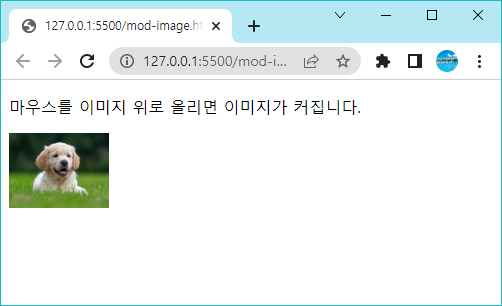 127.0.0.1:5500/mod-image.h
127.0.0.1:5500/mod-i...
마우스를 이미지 위로 올리면 이미지가 커집니다.